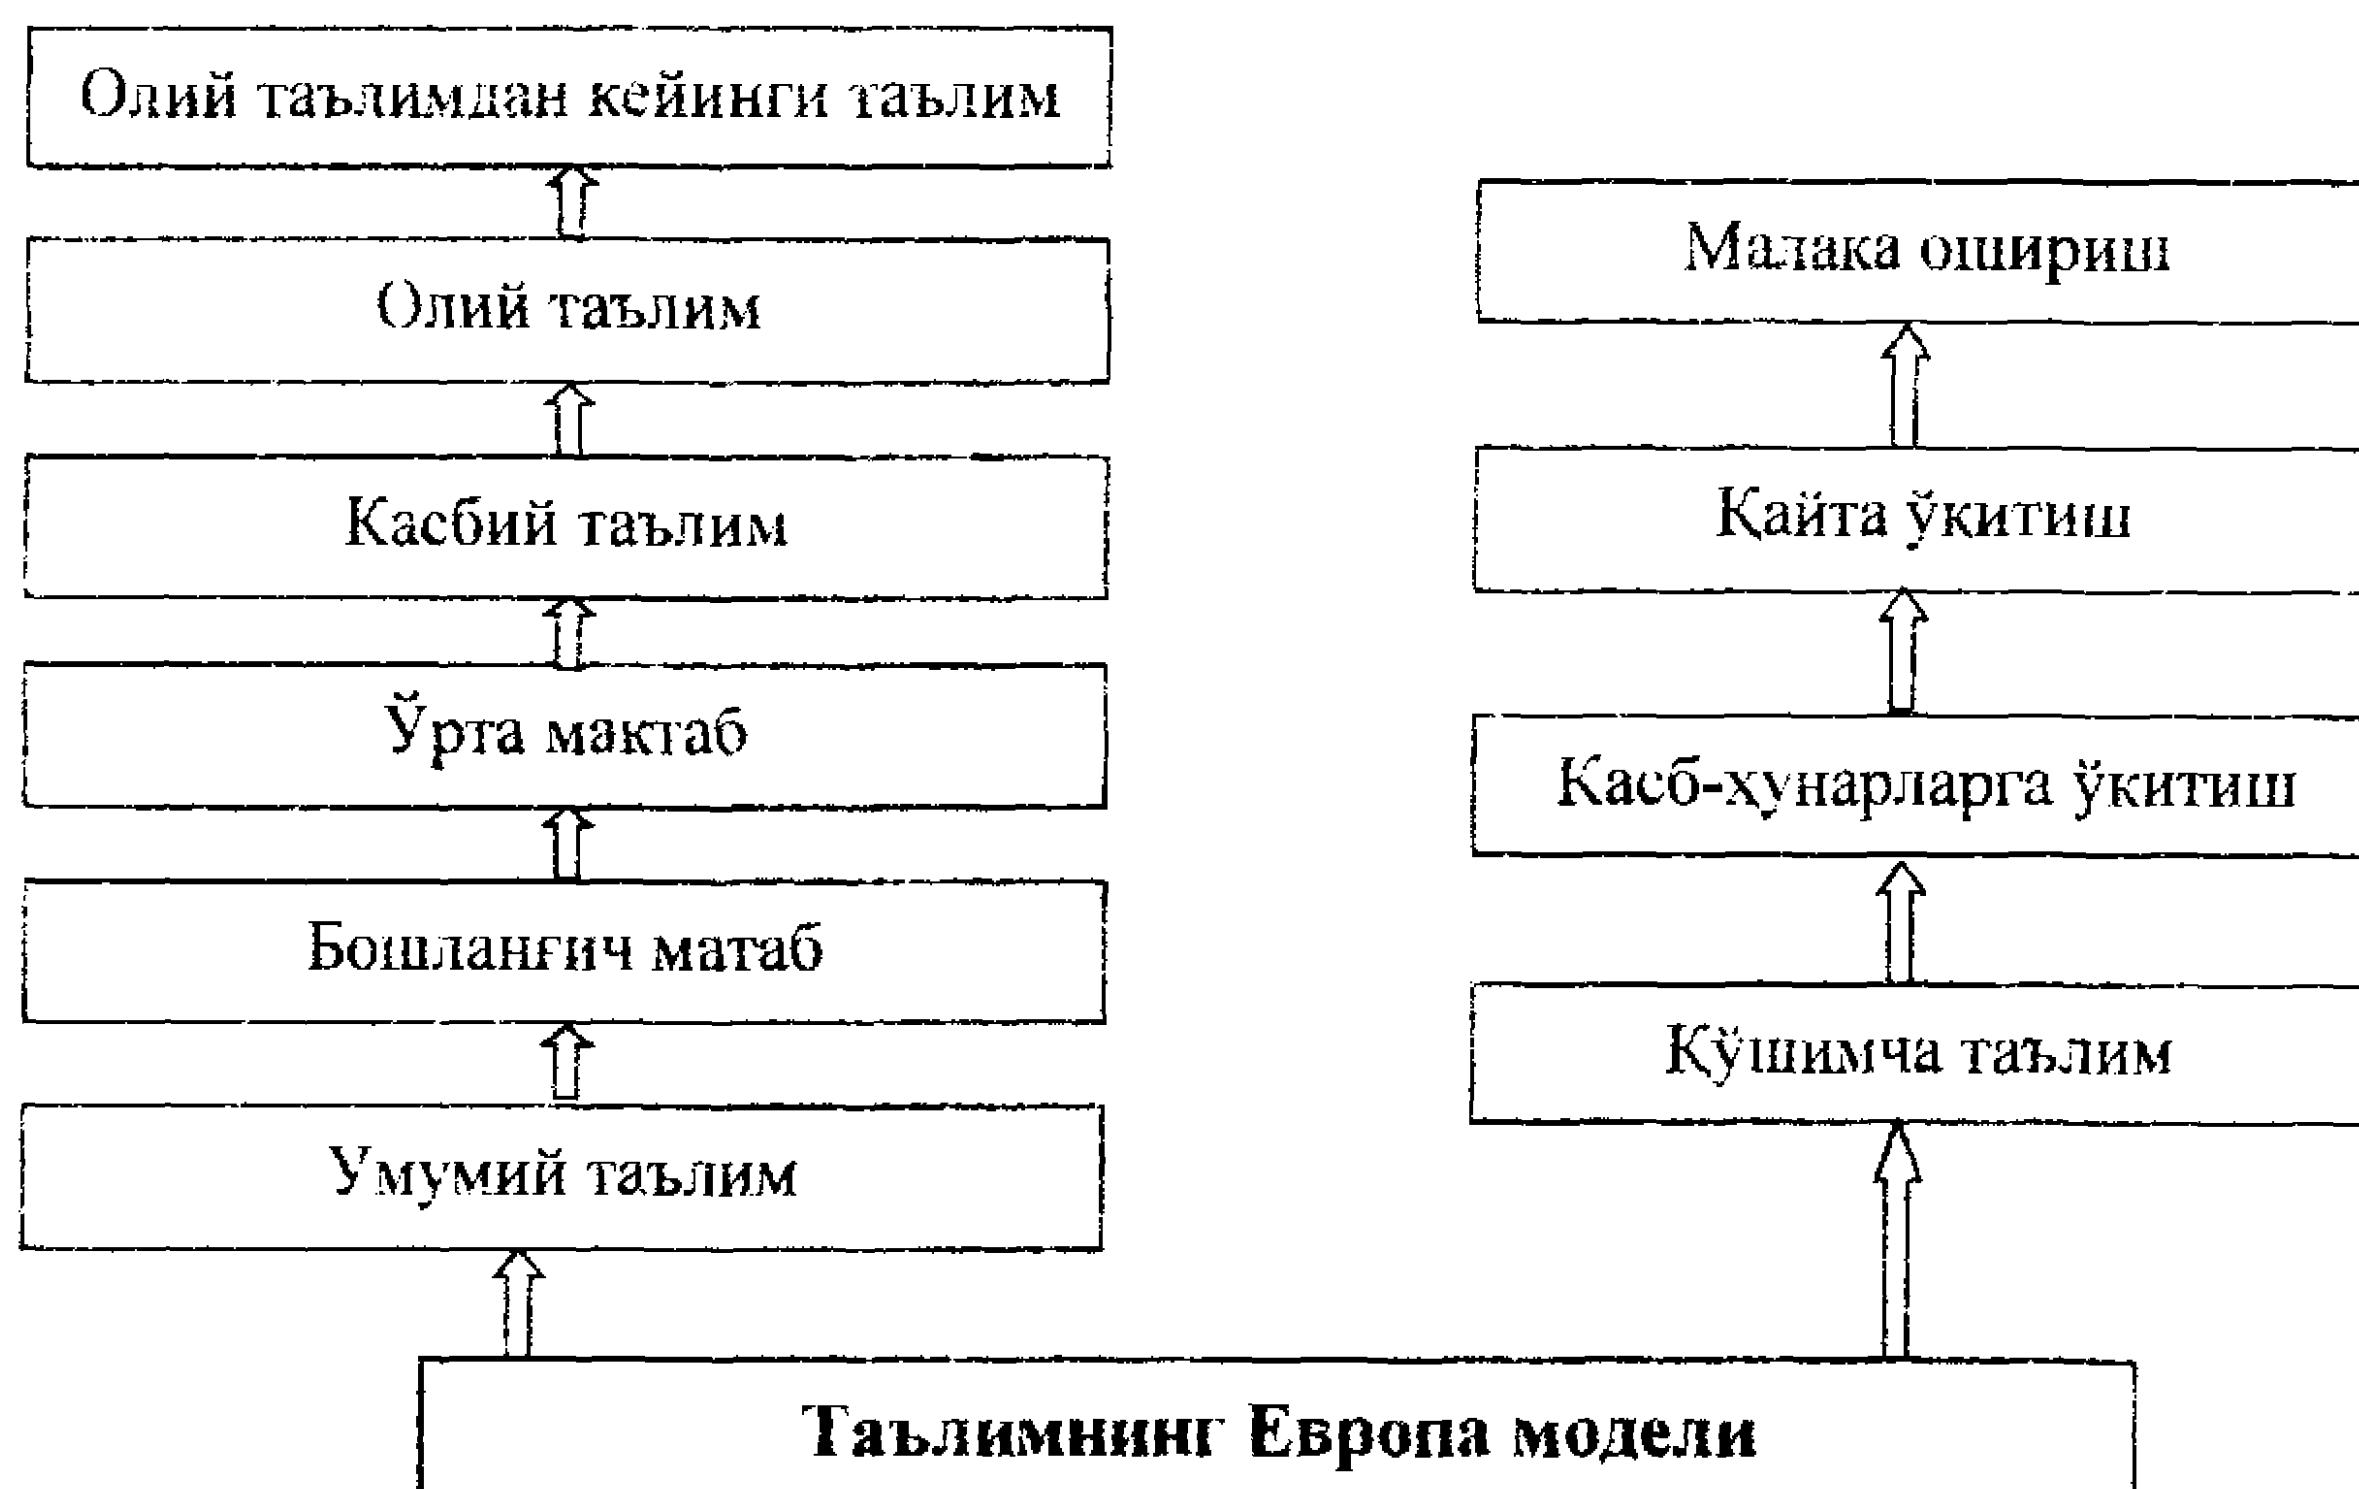 Олий таълимдан кейинги таълим
Олий таълим
Касбий таълим
Ўрта мактаб
Бошланғич матаб
Умумий таълим
Малака ошириш
Қайта ўқитиш
Касб-ҳунарларга ўқитиш
Қўшимча таълим
Таълимнинг Европа модели